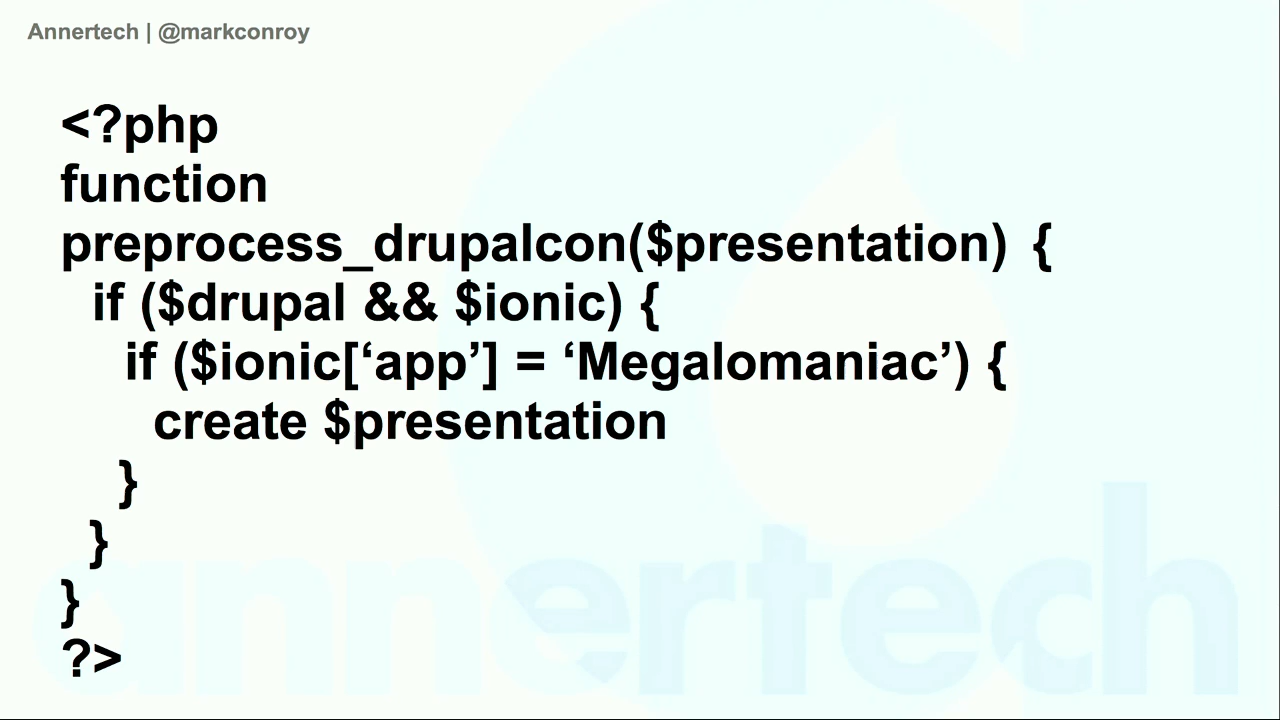 Annertech | @markconroy
<?php
function
preprocess_drupalcon($presentation) {
if ($drupal && $ionic) {
if ($ionic[‘app’] = ‘Megalomaniac’) {
create $presentation
}
}
}
?>
annertech